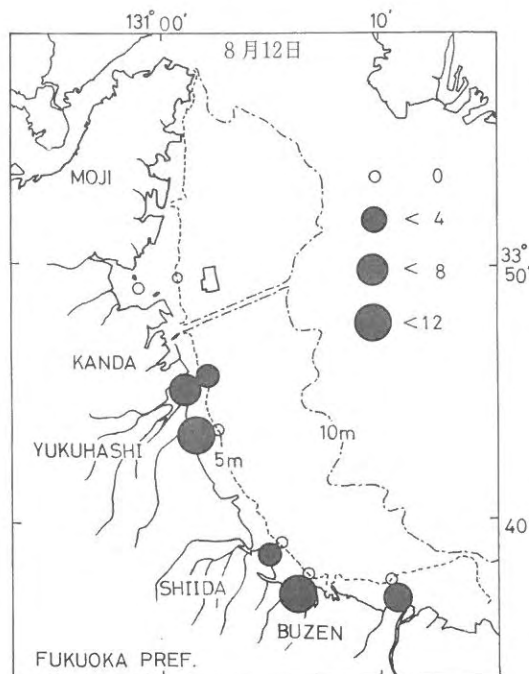 131° 00'
10'
8月12日
MOJI
0
< 4
< 8
<12
33°
50'
KANDA
YUKUHASHI
5m
10m
40'
SHIIDA
BUZEN
FUKUOKA PREF.